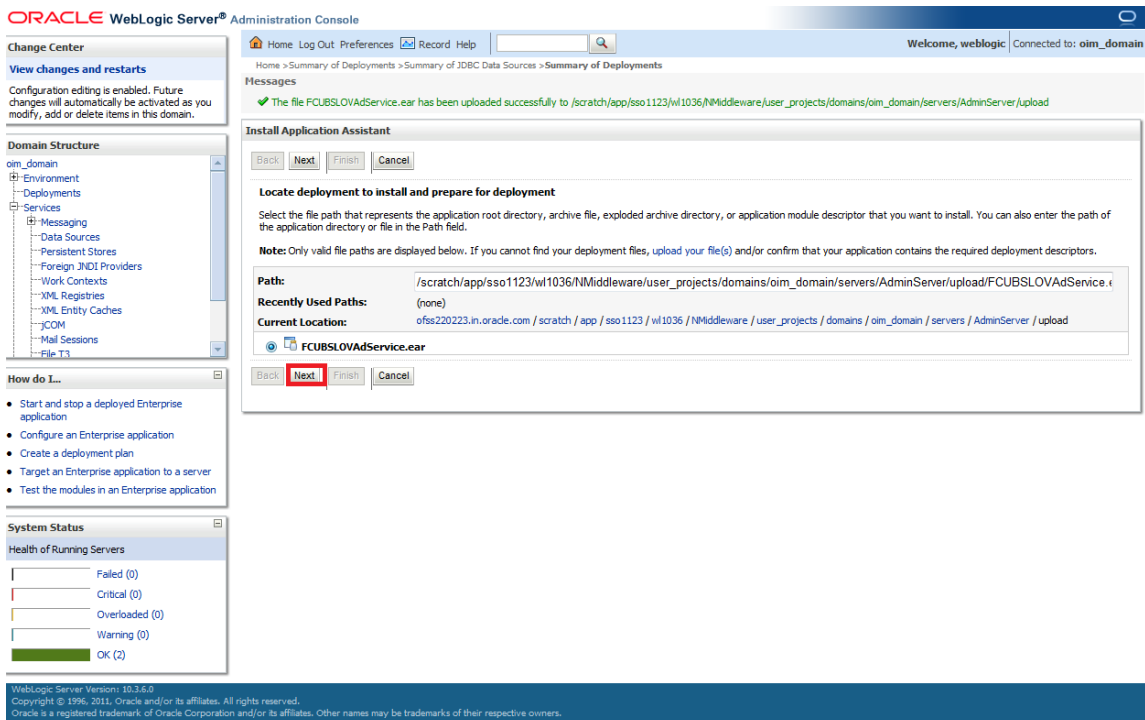 ORACLE WebLogic Server® Administration Console
Change Center
View changes and restarts
Configuration editing is enabled. Future
changes will automatically be activated as you
modify, add or delete items in this domain.
Domain Structure
oim_domain
Environment
Deployments
Services
Messaging
Data Sources
Persistent Stores
Foreign JNDI Providers
Work Contexts
XML Registries
XML Entity Caches
jCOM
Mail Sessions
File T3
How do I...
Start and stop a deployed Enterprise
application
Configure an Enterprise application
Create a deployment plan
Target an Enterprise application to a server
Test the modules in an Enterprise application
System Status
Health of Running Servers
Failed (0)
Critical (0)
Overloaded (0)
Warning (0)
OK (2)
Home Log Out Preferences Record Help
Welcome, weblogic Connected to: oim_domain
Home >Summary of Deployments >Summary of JDBC Data Sources >Summary of Deployments
Messages
The file FCUBSLOVAdService.ear has been uploaded successfully to /scratch/app/sso1123/wl1036/NMiddleware/user_projects/domains/oim_domain/servers/AdminServer/upload
Install Application Assistant
Back Next Finish Cancel
Locate deployment to install and prepare for deployment
Select the file path that represents the application root directory, archive file, exploded archive directory, or application module descriptor that you want to install. You can also enter the path of
the application directory or file in the Path field.
Note: Only valid file paths are displayed below. If you cannot find your deployment files, upload your file(s) and/or confirm that your application contains the required deployment descriptors.
Path: /scratch/app/sso1123/wl1036/NMiddleware/user_projects/domains/oim_domain/servers/AdminServer/upload/FCUBSLOVAdService.
Recently Used Paths: (none)
Current Location: ofss220223.in.oracle.com / scratch / app / sso1123 / wl1036 / NMiddleware / user_projects / domains / oim_domain / servers / AdminServer / upload
FCUBSLOVAdService.ear
Back Next Finish Cancel
WebLogic Server Version: 10.3.6.0
Copyright © 1996, 2011, Oracle and/or its affiliates. All rights reserved.
Oracle is a registered trademark of Oracle Corporation and/or its affiliates. Other names may be trademarks of their respective owners.